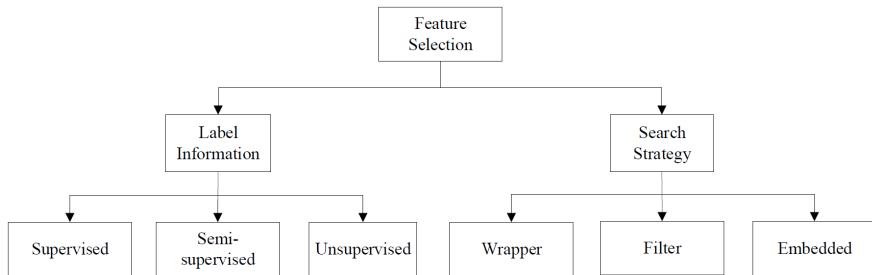 Feature
Selection
Label
Information
Search
Strategy
Supervised
Semi-
supervised
Unsupervised
Wrapper
Filter
Embedded